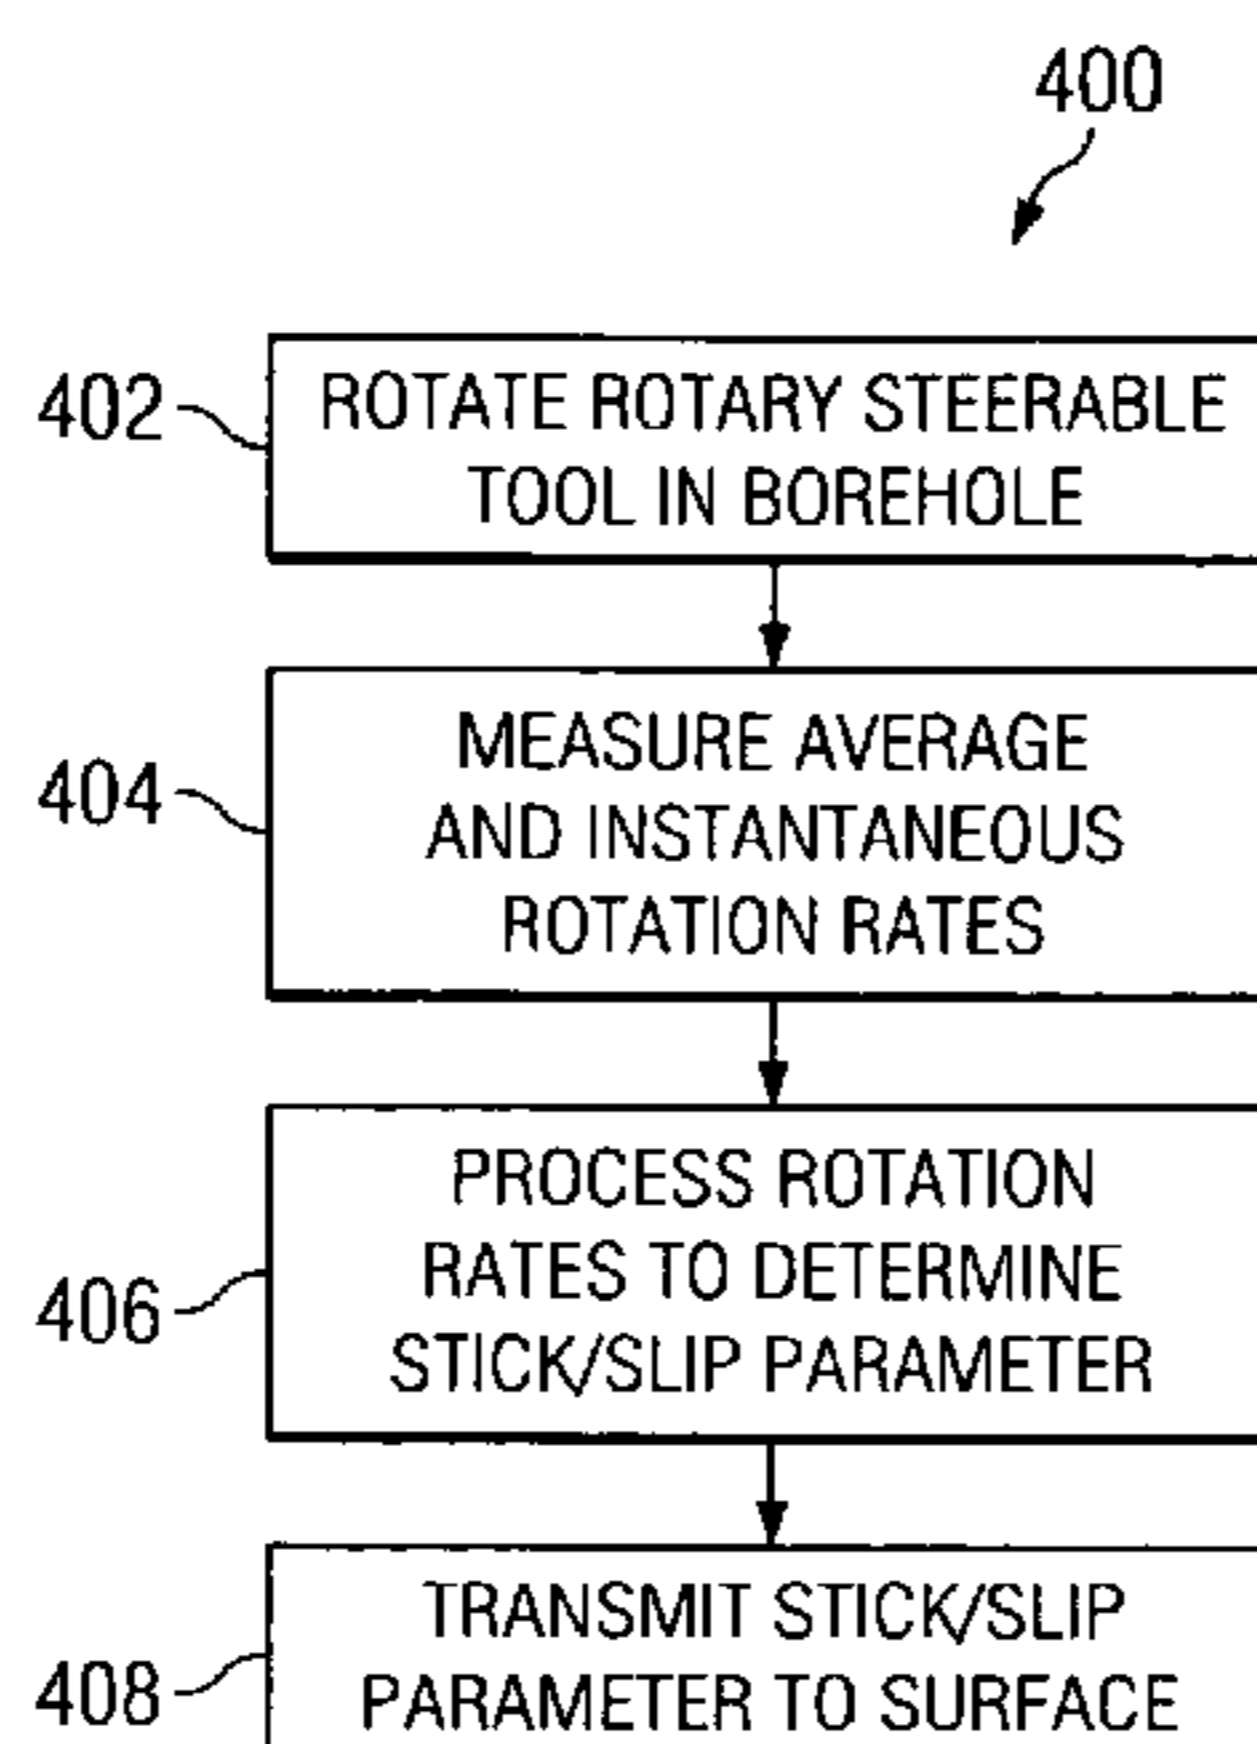 400
402
ROTATE ROTARY STEERABLE
TOOL IN BOREHOLE
404
MEASURE AVERAGE
AND INSTANTANEOUS
ROTATION RATES
406
PROCESS ROTATION
RATES TO DETERMINE
STICK/SLIP PARAMETER
408
TRANSMIT STICK/SLIP
PARAMETER TO SURFACE